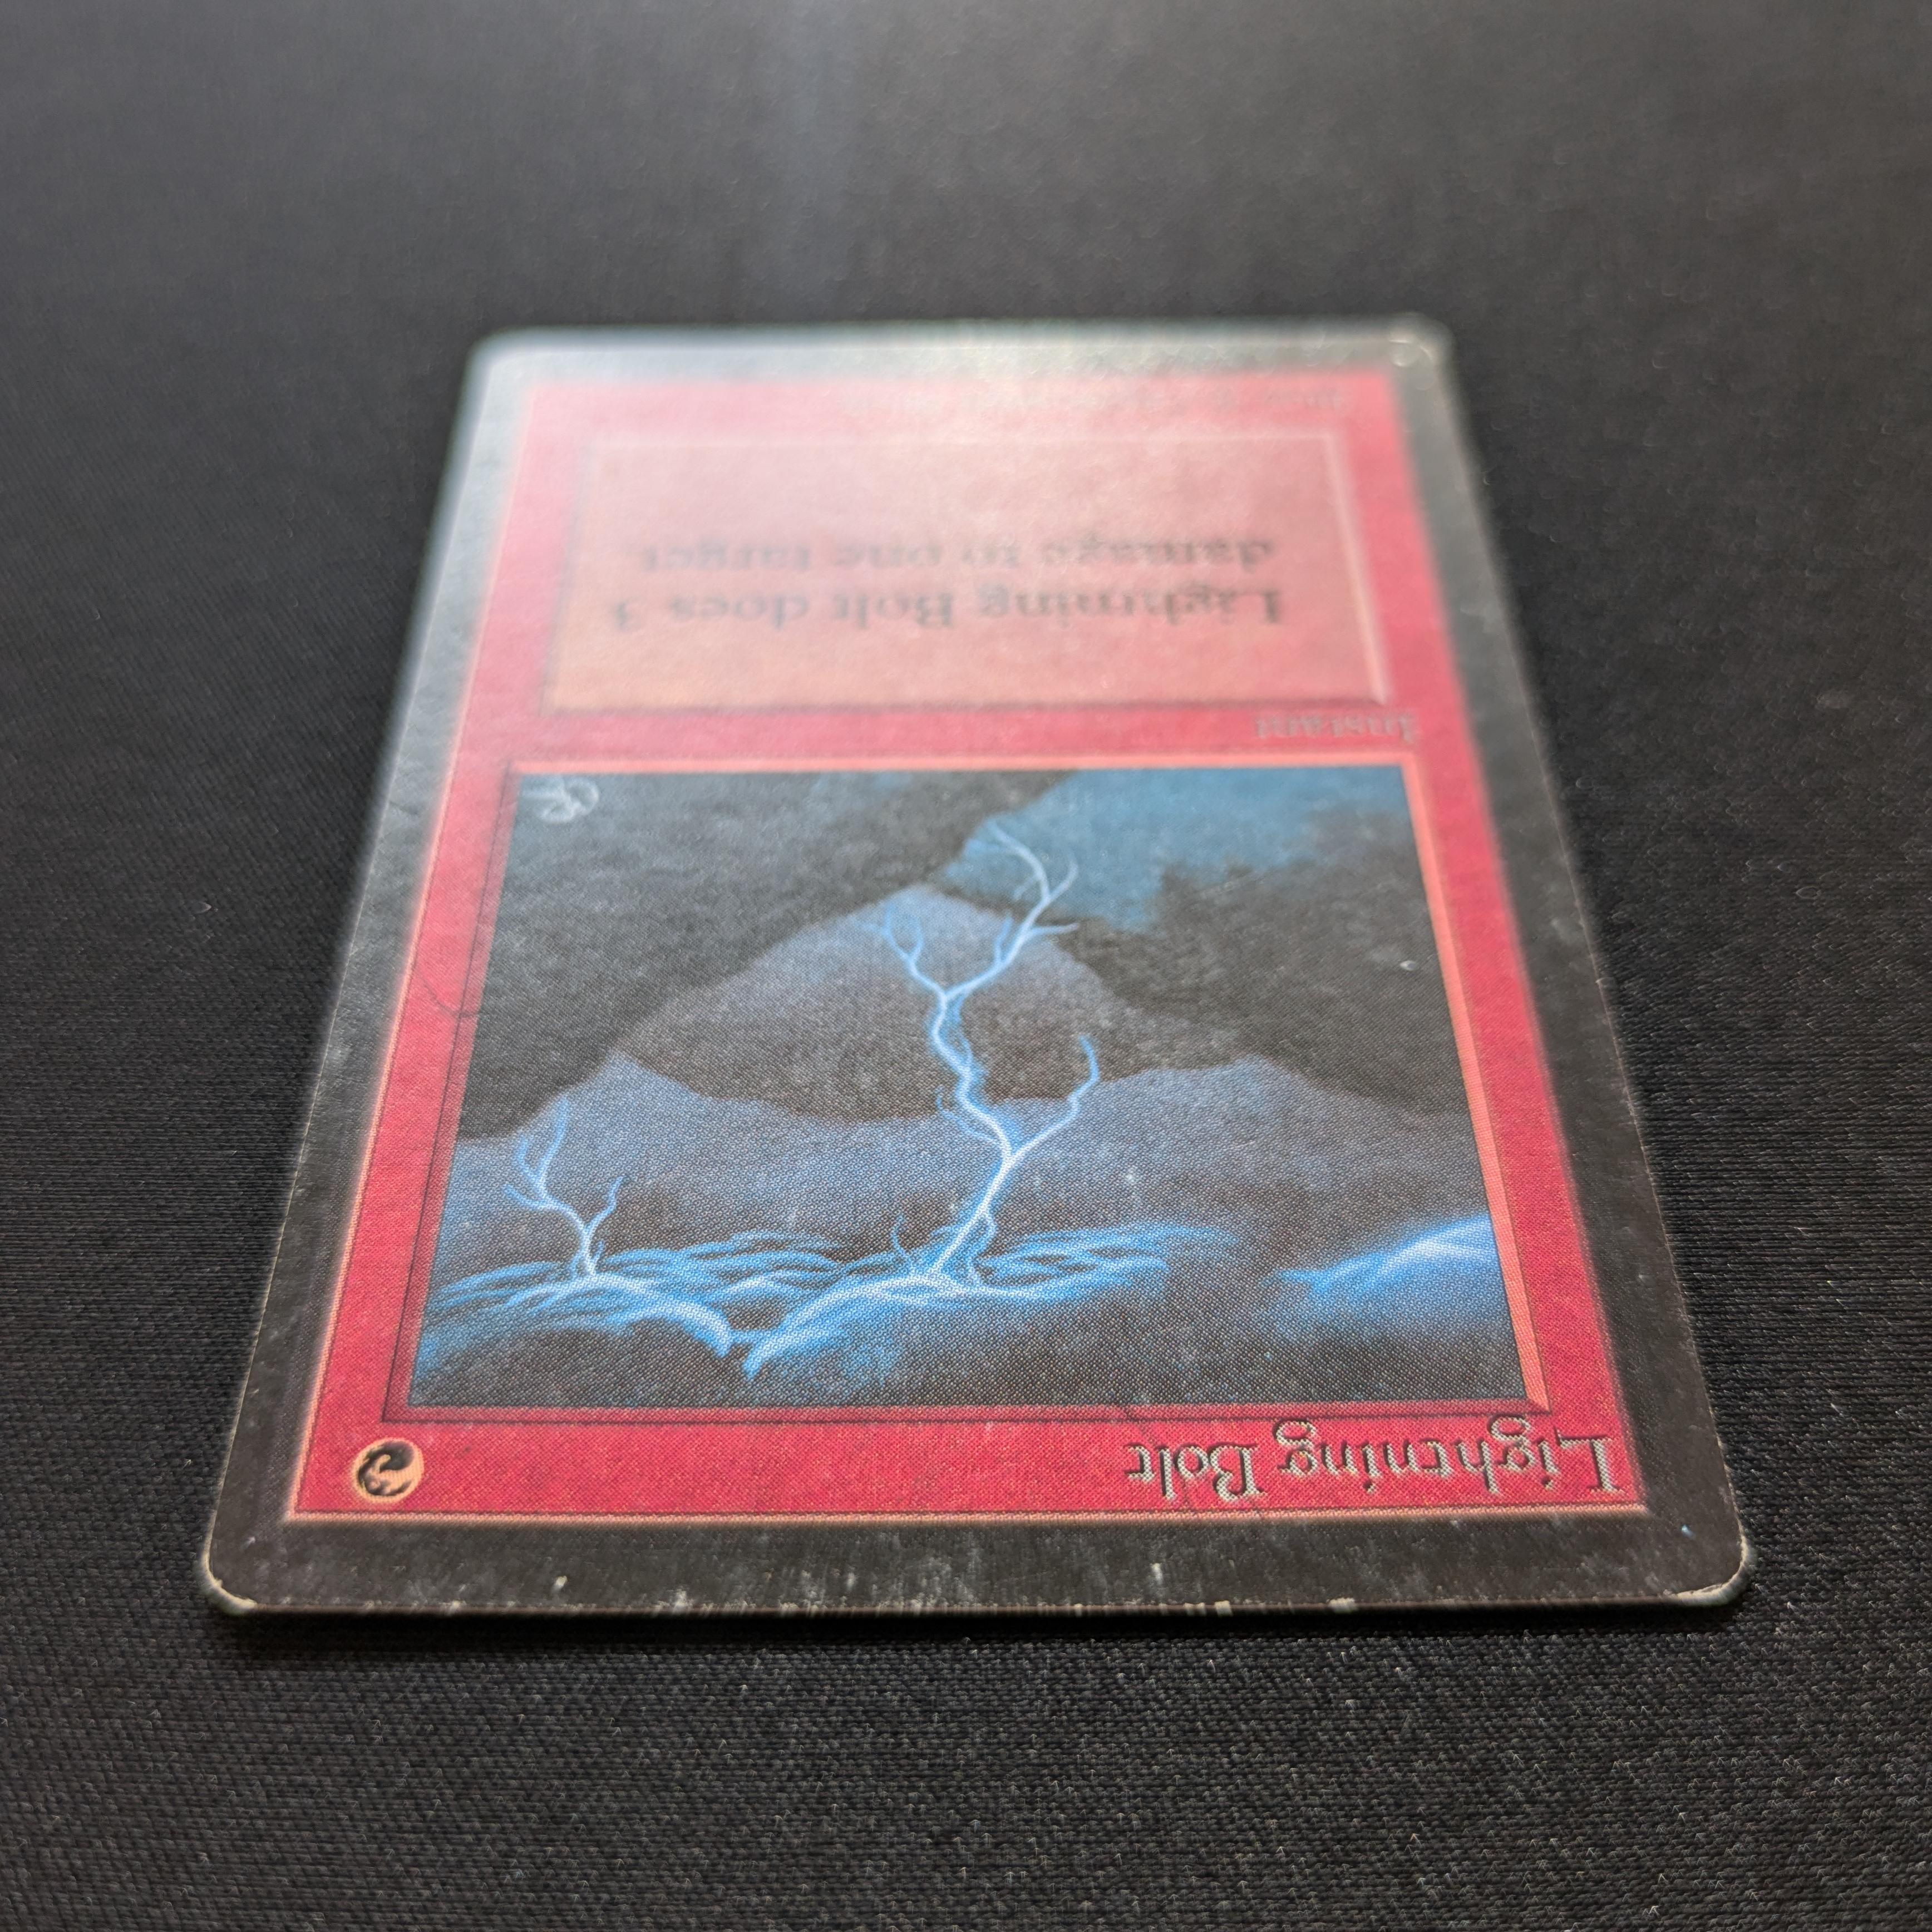 Lightning Bolt
Instant
Lightning Bolt does 3
damage to one target.